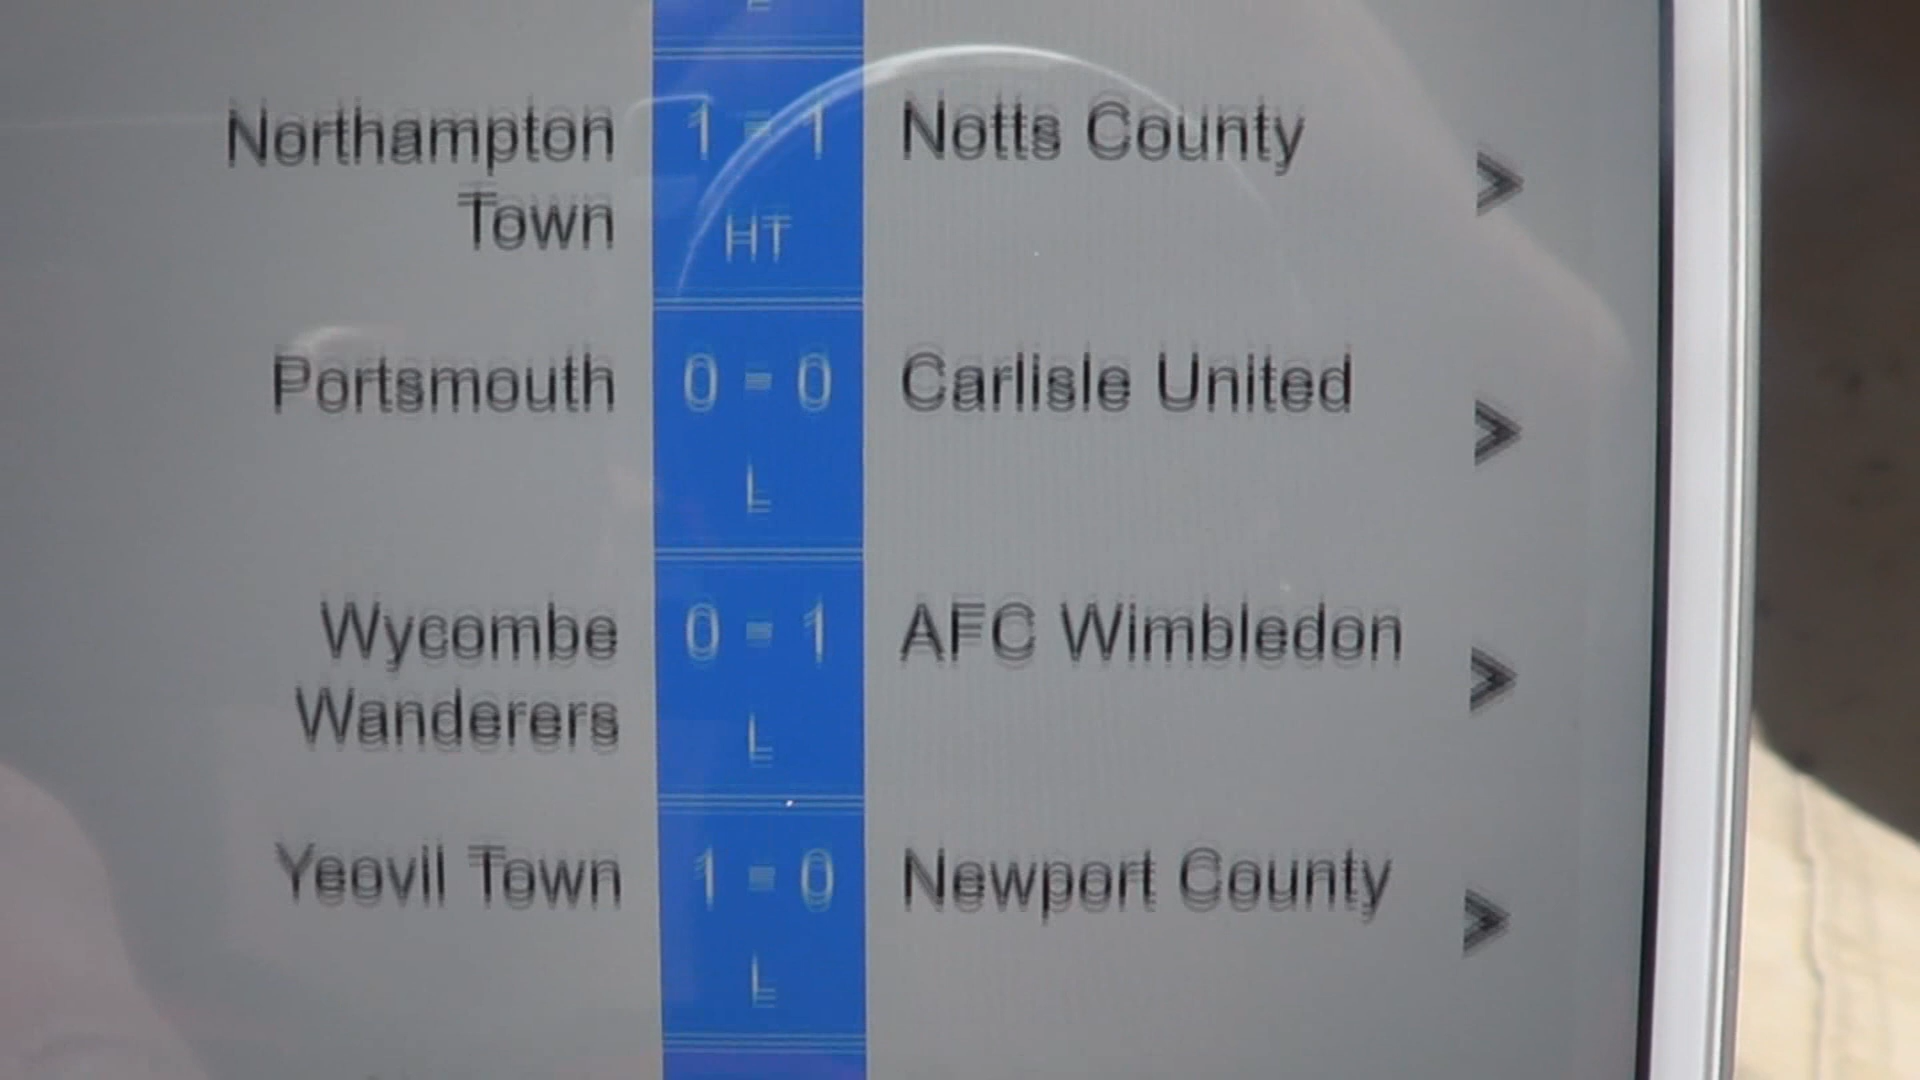 L
Northampton 1 - 1 Notts County
Town
HT
Portsmouth 0 - 0 Carlisle United
L
Wycombe 0 - 1 AFC Wimbledon
Wanderers
L
Yeovil Town 1 - 0 Newport County
L